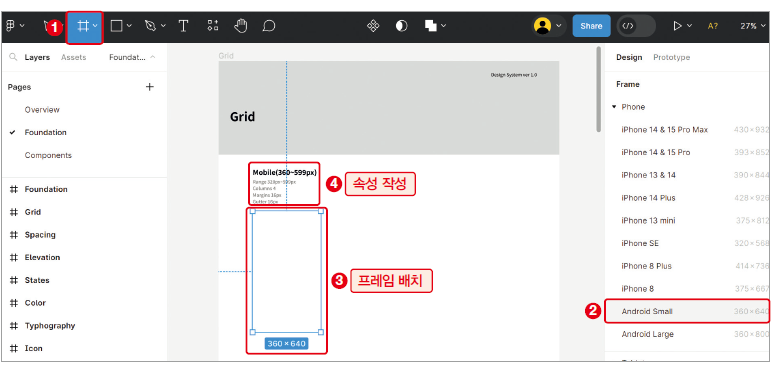 1
T
Share
A?
27%
Layers Assets Foundat...
Pages
Overview
Foundation
Components
Foundation
Grid
Spacing
Elevation
States
Color
Typhography
Icon
Grid
Design System ver 1.0
Grid
Mobile(360~599px)
Columns 4
Margins 16px
Gutter 16px
4 속성 작성
3 프레임 배치
360 × 640
Design Prototype
Frame
Phone
iPhone 14 & 15 Pro Max 430×932
iPhone 14 & 15 Pro 393×852
iPhone 13 & 14 390×844
iPhone 14 Plus 428×926
iPhone 13 mini 375×812
iPhone SE 320×568
iPhone 8 Plus 414×736
iPhone 8 375×667
2 Android Small 360×640
Android Large 360×800